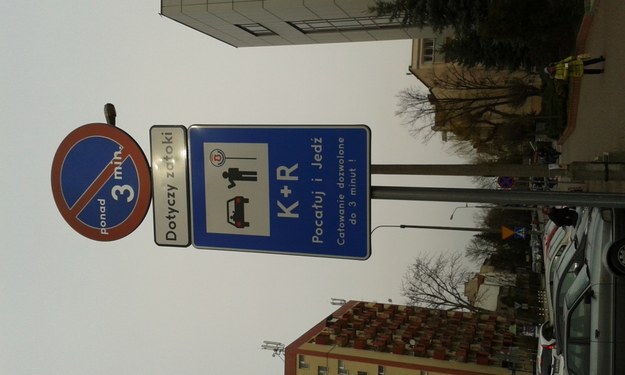 ponad
3 min.
Dotyczy zatoki
K+R
Pocałuj i Jedź
Całowanie dozwolone
do 3 minut !